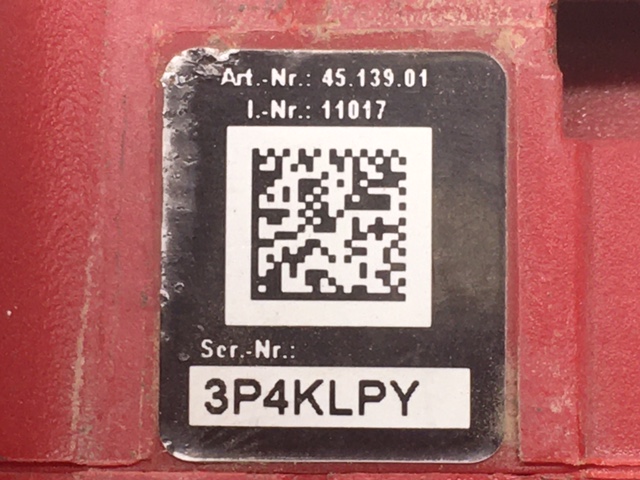 Art.-Nr.: 45.139.01
I.-Nr.: 11017
Ser.-Nr.:
3P4KLPY